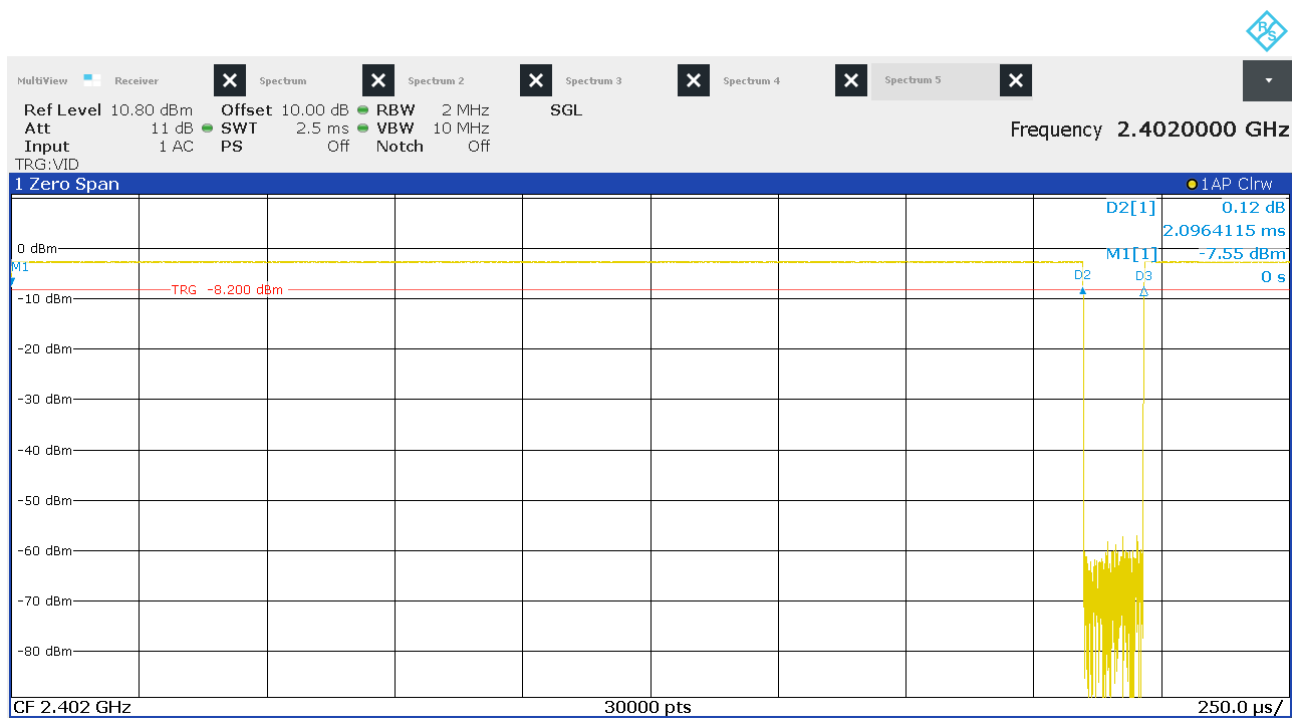 R&S
MultiView Receiver Spectrum Spectrum 2 Spectrum 3 Spectrum 4 Spectrum 5
Ref Level 10.80 dBm Offset 10.00 dB RBW 2 MHz SGL
Att 11 dB SWT 2.5 ms VBW 10 MHz Frequency 2.4020000 GHz
Input 1 AC PS Off Notch Off
TRG:VID
1 Zero Span 1AP Clrw
D2[1] 0.12 dB
2.0964115 ms
0 dBm M1[1] -7.55 dBm
M1 D2 D3 0 s
TRG -8.200 dBm
-10 dBm
-20 dBm
-30 dBm
-40 dBm
-50 dBm
-60 dBm
-70 dBm
-80 dBm
CF 2.402 GHz 30000 pts 250.0 µs/